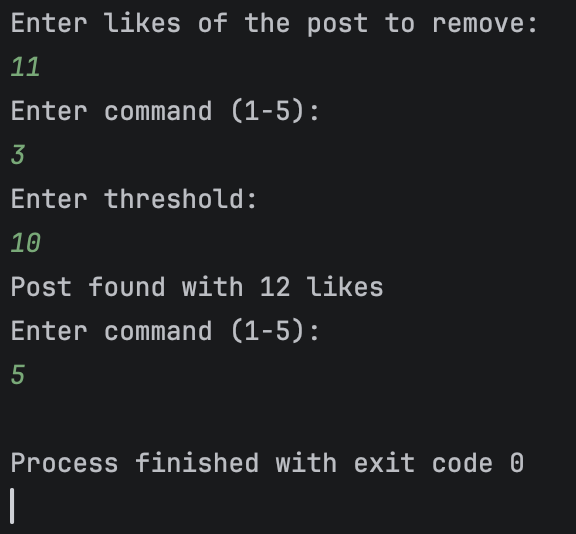 Enter likes of the post to remove:
11
Enter command (1-5):
3
Enter threshold:
10
Post found with 12 likes
Enter command (1-5):
5
Process finished with exit code 0